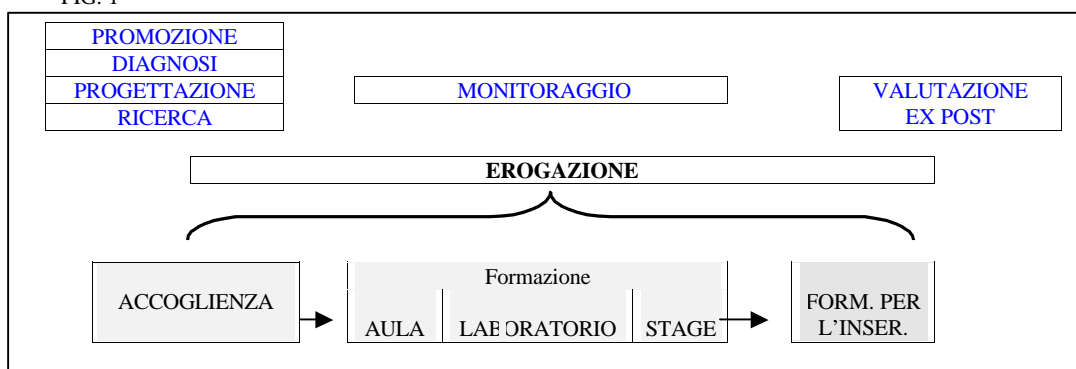 PROMOZIONE
DIAGNOSI
PROGETTAZIONE
RICERCA
MONITORAGGIO
VALUTAZIONE
EX POST
EROGAZIONE
ACCOGLIENZA
Formazione
AULA
LABORATORIO
STAGE
FORM. PER
L'INSER.